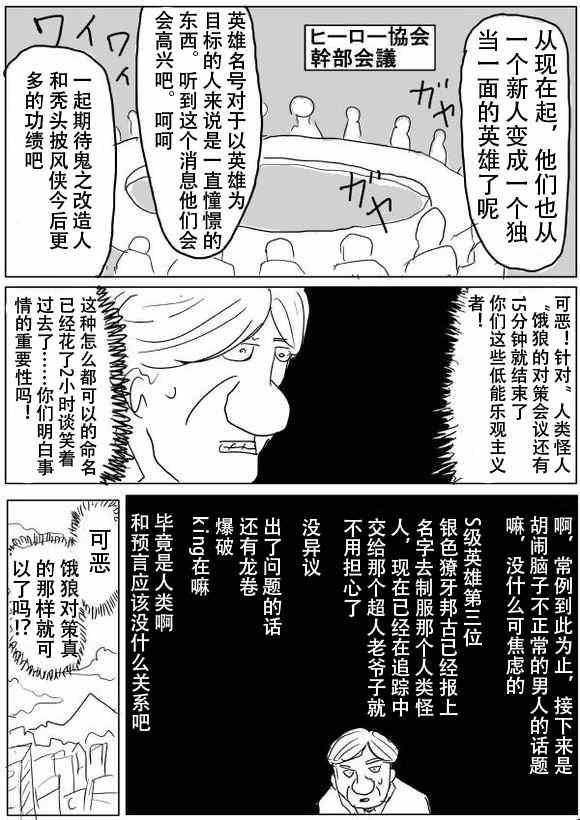 从现在起，他们也从
一个新人变成一个独
当一面的英雄了呢
ヒーロー協会
幹部会議
英雄名号对于以英雄为
目标的人来说是一直憧憬的
东西。听到这个消息他们会
会高兴吧。呵呵
一起期待鬼之改造人
和秃头披风侠今后更
多的功绩吧
ワイワイ
ガヤ
ガヤ
可恶！针对”人类怪人
“饿狼的对策会议还有
15分钟就结束了
你们这些低能乐观主义
者！
这种怎么都可以的命名
已经花了2小时谈笑着
过去了……你们明白事
情的重要性吗！
啊，常例到此为止，接下来是
胡闹脑子不正常的男人的话题
嘛，没什么可焦虑的
S级英雄第三位
银色獠牙邦古已经报上
名字去制服那个人类怪
人，现在已经在追踪中
交给那个超人老爷子就
不用担心了
没异议
出了问题的话
还有龙卷
爆破
king在嘛
毕竟是人类啊
和预言应该没什么关系吧
可恶
饿狼对策真
的那样就可
以了吗！？